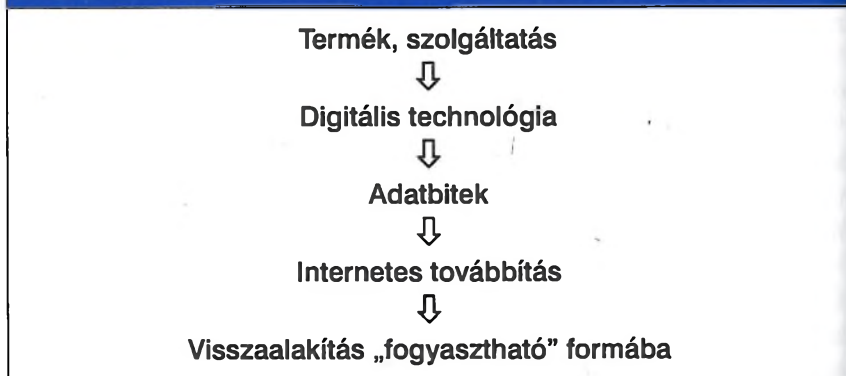 Termék, szolgáltatás
⇩
Digitális technológia
⇩
Adatbitek
⇩
Internetes továbbítás
⇩
Visszaalakítás „fogyasztható” formába